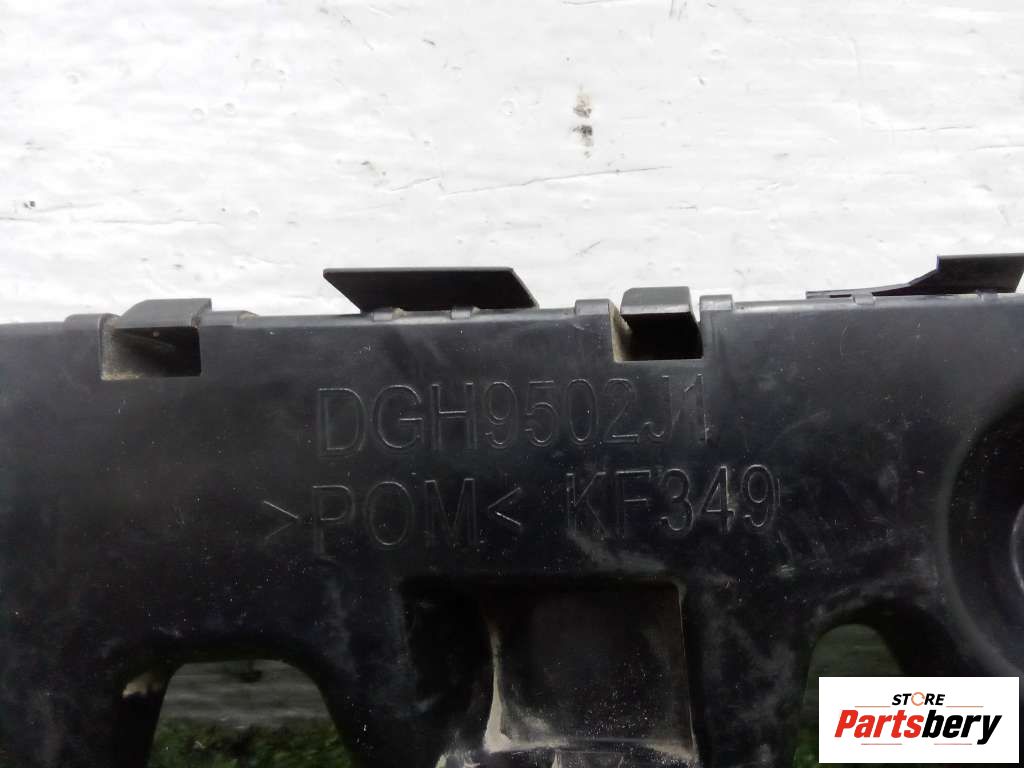 DGH9502J1
>POM< KF349
STORE
Partsbery